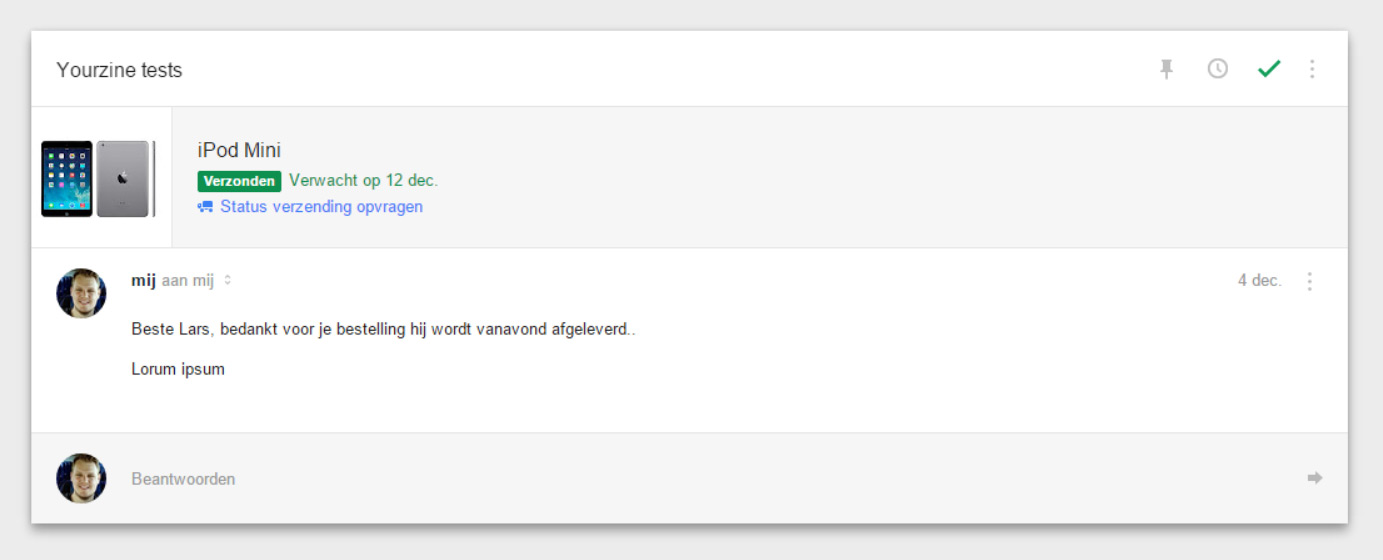 Yourzine tests
iPod Mini
Verzonden Verwacht op 12 dec.
Status verzending opvragen
mij aan mij 4 dec.
Beste Lars, bedankt voor je bestelling hij wordt vanavond afgeleverd..
Lorum ipsum
Beantwoorden